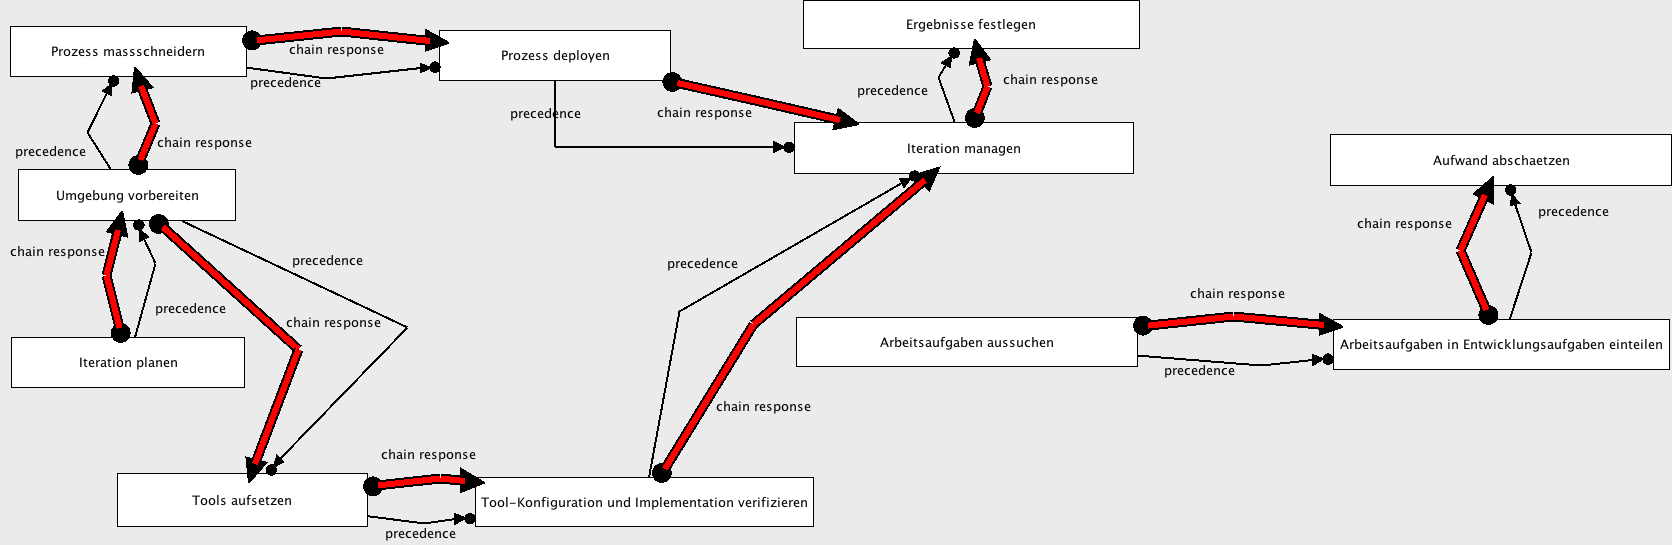 Ergebnisse festlegen
Prozess massschneidern
chain response
Prozess deployen
precedence
chain response
precedence
precedence
chain response
precedence
chain response
Iteration managen
Aufwand abschaetzen
precedence
Umgebung vorbereiten
chain response
precedence
chain response
precedence
precedence
chain response
precedence
chain response
Arbeitsaufgaben aussuchen
Arbeitsaufgaben in Entwicklungsaufgaben einteilen
Iteration planen
precedence
chain response
chain response
Tools aufsetzen
Tool-Konfiguration und Implementation verifizieren
precedence